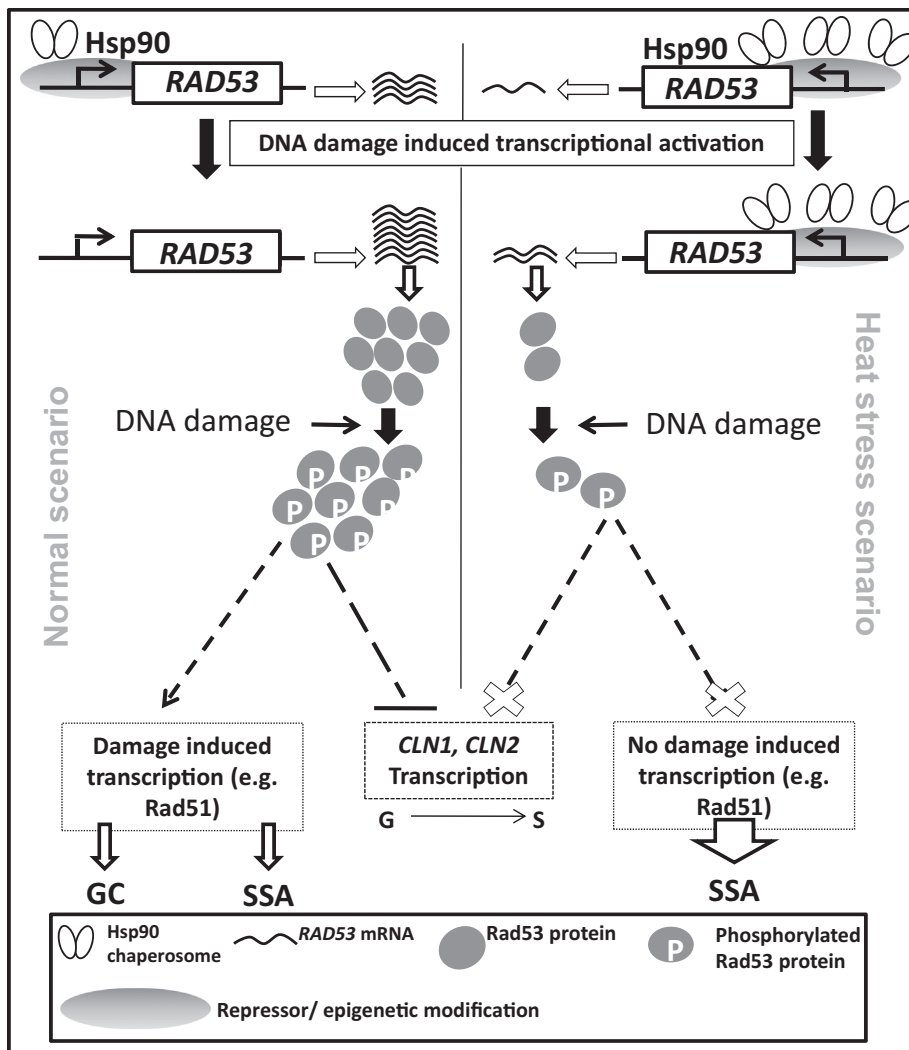 Hsp90
RAD53
Hsp90
RAD53
DNA damage induced transcriptional activation
RAD53
RAD53
Normal scenario
Heat stress scenario
DNA damage
DNA damage
P P P
P P P
P P
P P
Damage induced
transcription (e.g.
Rad51)
CLN1, CLN2
Transcription
G S
No damage induced
transcription (e.g.
Rad51)
GC SSA
SSA
Hsp90
chaperosome
RAD53 mRNA
Rad53 protein
P
Phosphorylated
Rad53 protein
Repressor/ epigenetic modification